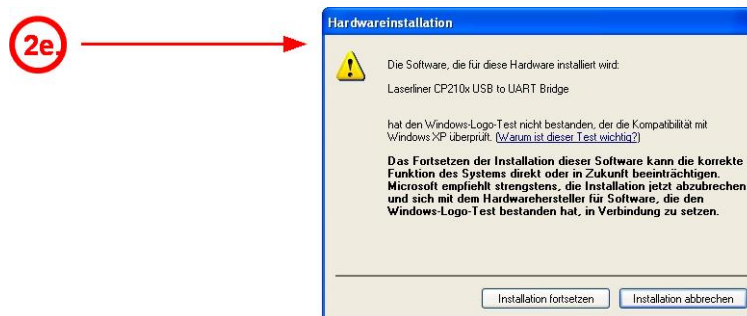 2e.
Hardwareinstallation
Die Software, die für diese Hardware installiert wird:
Laserliner CP210x USB to UART Bridge
hat den Windows-Logo-Test nicht bestanden, der die Kompatibilität mit
Windows XP überprüft. (Warum ist dieser Test wichtig?)
Das Fortsetzen der Installation dieser Software kann die korrekte
Funktion des Systems direkt oder in Zukunft beeinträchtigen.
Microsoft empfiehlt strengstens, die Installation jetzt abzubrechen
und sich mit dem Hardwarehersteller für Software, die den
Windows-Logo-Test bestanden hat, in Verbindung zu setzen.
Installation fortsetzen
Installation abbrechen